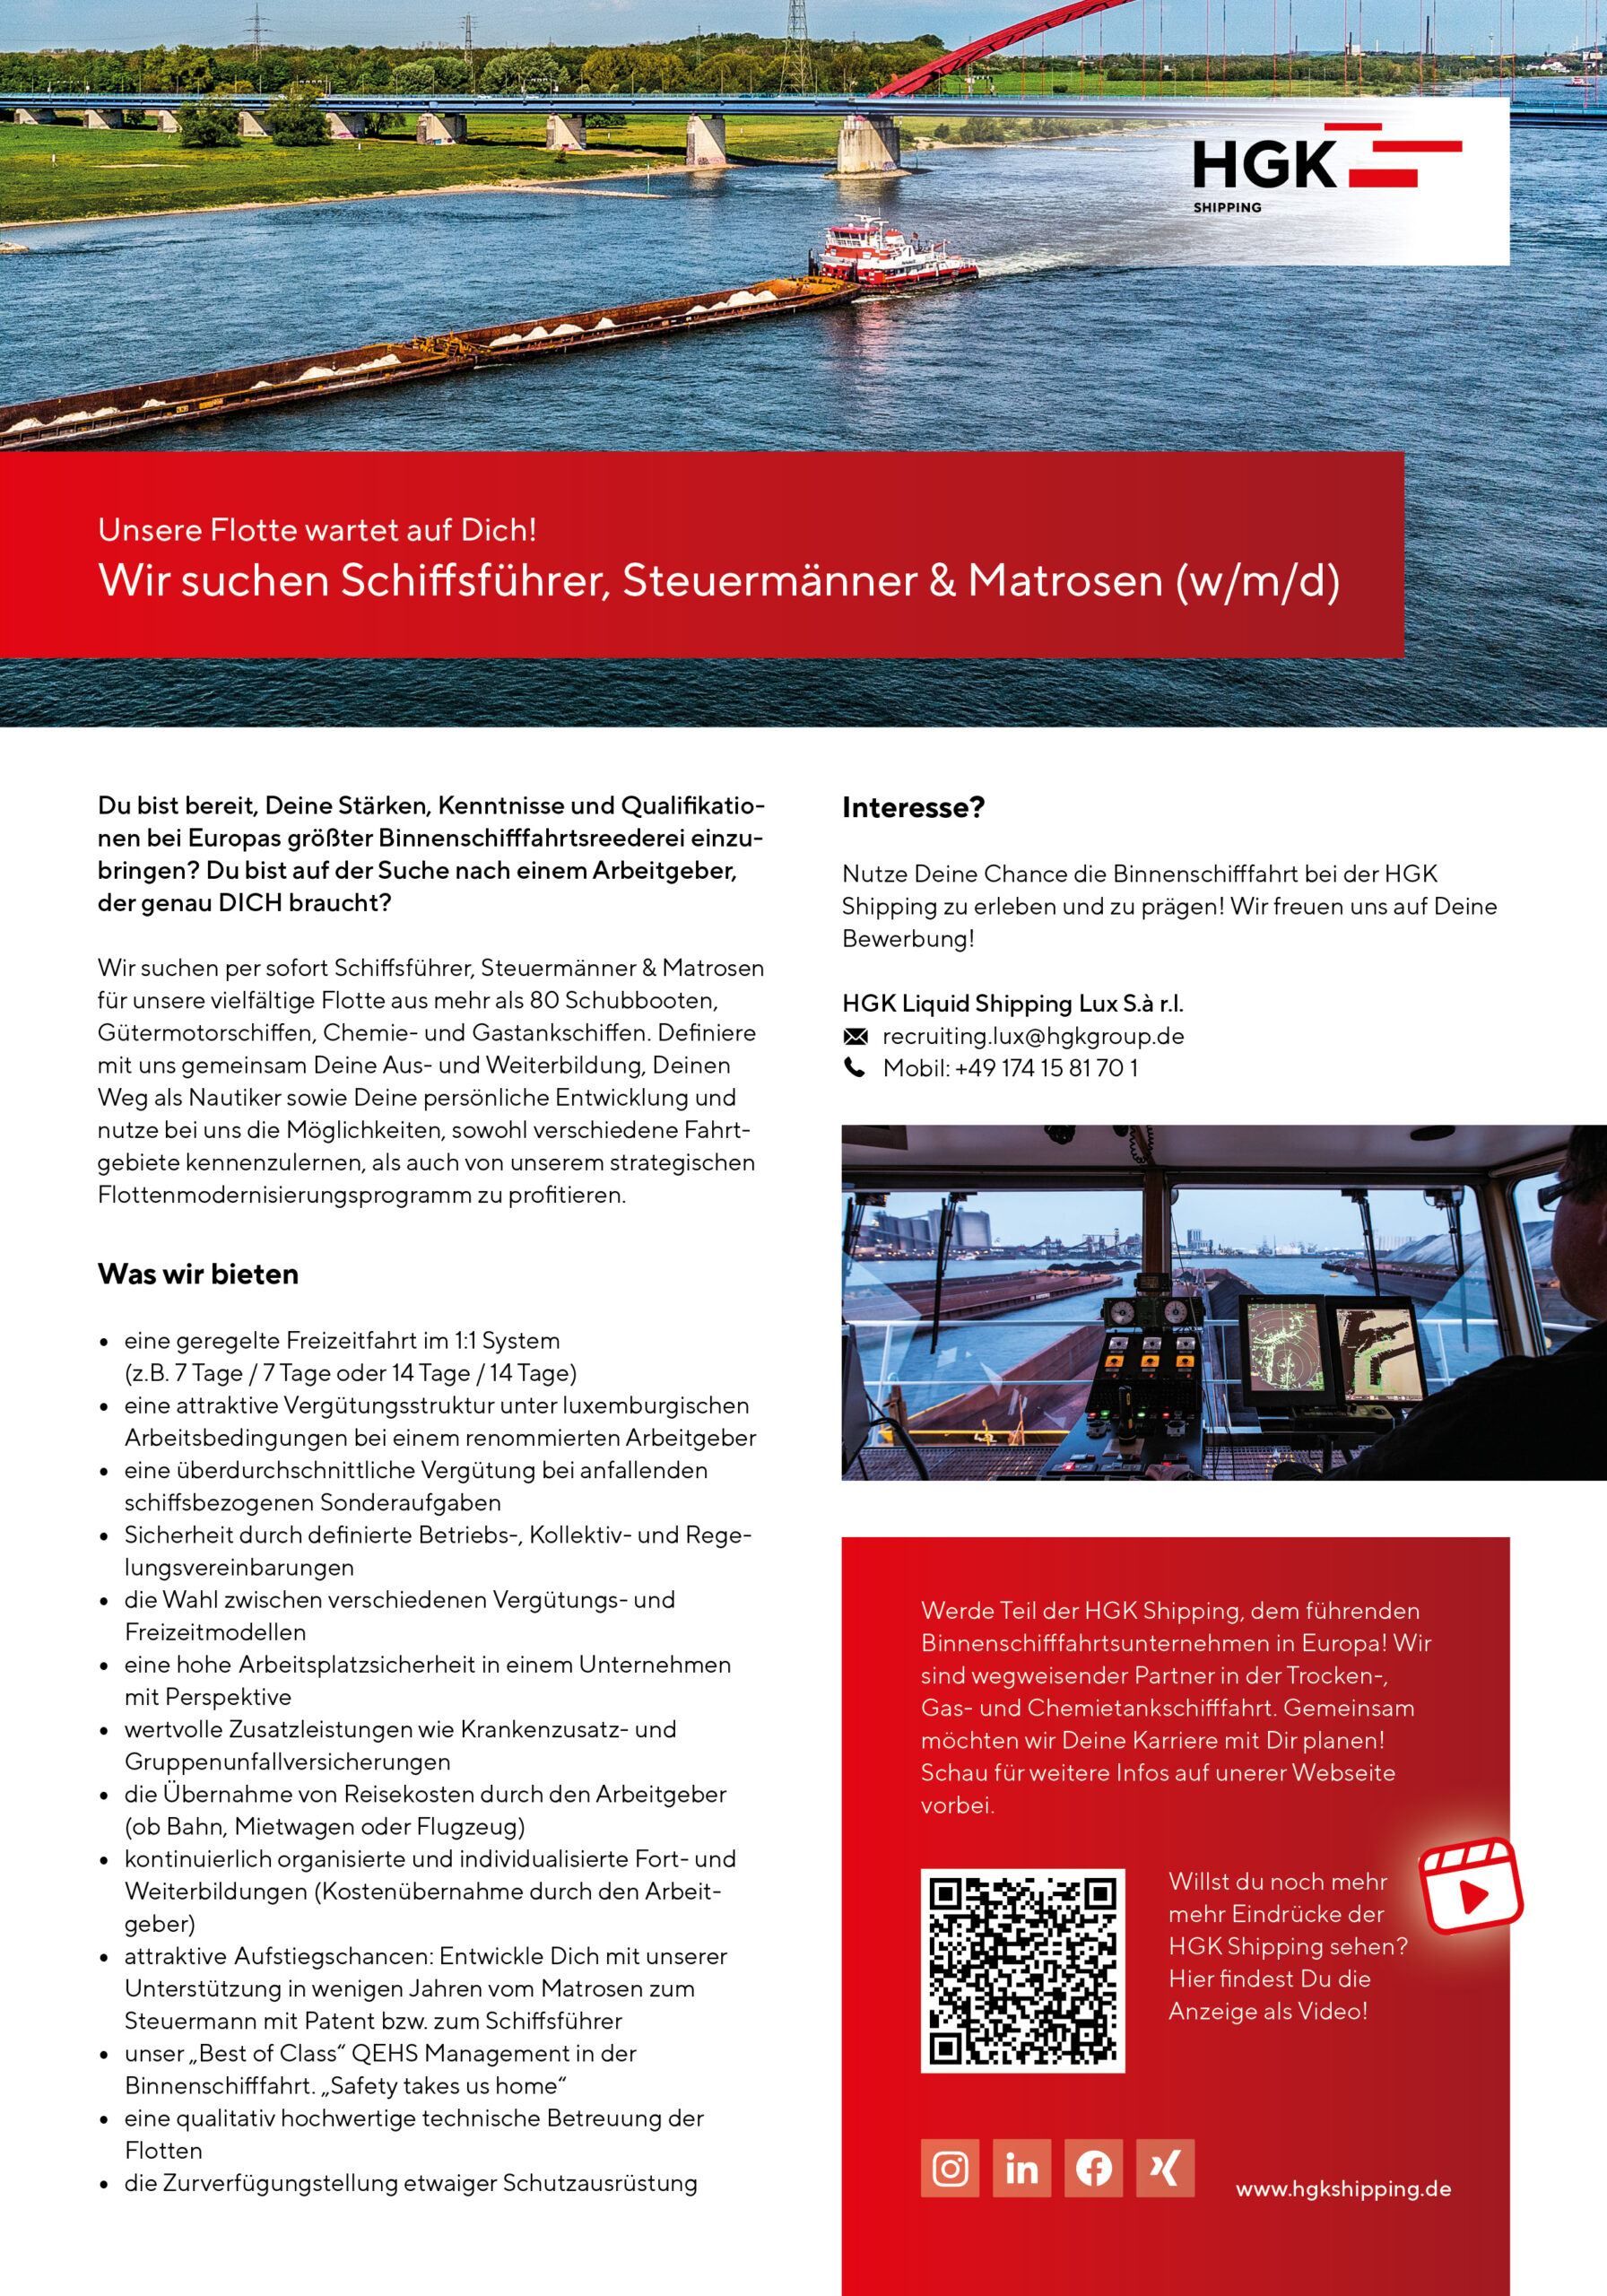 HGK
SHIPPING
Unsere Flotte wartet auf Dich!
Wir suchen Schiffsführer, Steuermänner & Matrosen (w/m/d)
Du bist bereit, Deine Stärken, Kenntnisse und Qualifikatio-
nen bei Europas größter Binnenschifffahrtsreederei einzu-
bringen? Du bist auf der Suche nach einem Arbeitgeber,
der genau DICH braucht?
Wir suchen per sofort Schiffsführer, Steuermänner & Matrosen
für unsere vielfältige Flotte aus mehr als 80 Schubbooten,
Gütermotorschiffen, Chemie- und Gastankschiffen. Definiere
mit uns gemeinsam Deine Aus- und Weiterbildung, Deinen
Weg als Nautiker sowie Deine persönliche Entwicklung und
nutze bei uns die Möglichkeiten, sowohl verschiedene Fahrt-
gebiete kennenzulernen, als auch von unserem strategischen
Flottenmodernisierungsprogramm zu profitieren.
Was wir bieten
• eine geregelte Freizeitfahrt im 1:1 System
(z.B. 7 Tage / 7 Tage oder 14 Tage / 14 Tage)
• eine attraktive Vergütungsstruktur unter luxemburgischen
Arbeitsbedingungen bei einem renommierten Arbeitgeber
• eine überdurchschnittliche Vergütung bei anfallenden
schiffsbezogenen Sonderaufgaben
• Sicherheit durch definierte Betriebs-, Kollektiv- und Rege-
lungsvereinbarungen
• die Wahl zwischen verschiedenen Vergütungs- und
Freizeitmodellen
• eine hohe Arbeitsplatzsicherheit in einem Unternehmen
mit Perspektive
• wertvolle Zusatzleistungen wie Krankenzusatz- und
Gruppenunfallversicherungen
• die Übernahme von Reisekosten durch den Arbeitgeber
(ob Bahn, Mietwagen oder Flugzeug)
• kontinuierlich organisierte und individualisierte Fort- und
Weiterbildungen (Kostenübernahme durch den Arbeit-
geber)
• attraktive Aufstiegschancen: Entwickle Dich mit unserer
Unterstützung in wenigen Jahren vom Matrosen zum
Steuermann mit Patent bzw. zum Schiffsführer
• unser „Best of Class“ QEHS Management in der
Binnenschifffahrt. „Safety takes us home“
• eine qualitativ hochwertige technische Betreuung der
Flotten
• die Zurverfügungstellung etwaiger Schutzausrüstung
Interesse?
Nutze Deine Chance die Binnenschifffahrt bei der HGK
Shipping zu erleben und zu prägen! Wir freuen uns auf Deine
Bewerbung!
HGK Liquid Shipping Lux S.à r.l.
recruiting.lux@hgkgroup.de
Mobil: +49 174 15 81 70 1
Werde Teil der HGK Shipping, dem führenden
Binnenschifffahrtsunternehmen in Europa! Wir
sind wegweisender Partner in der Trocken-,
Gas- und Chemietankschifffahrt. Gemeinsam
möchten wir Deine Karriere mit Dir planen!
Schau für weitere Infos auf unerer Webseite
vorbei.
Willst du noch mehr
mehr Eindrücke der
HGK Shipping sehen?
Hier findest Du die
Anzeige als Video!
www.hgkshipping.de